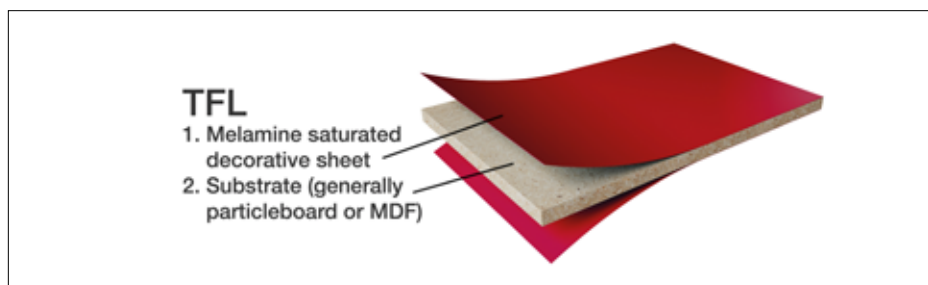 TFL
1. Melamine saturated
decorative sheet
2. Substrate (generally
particleboard or MDF)